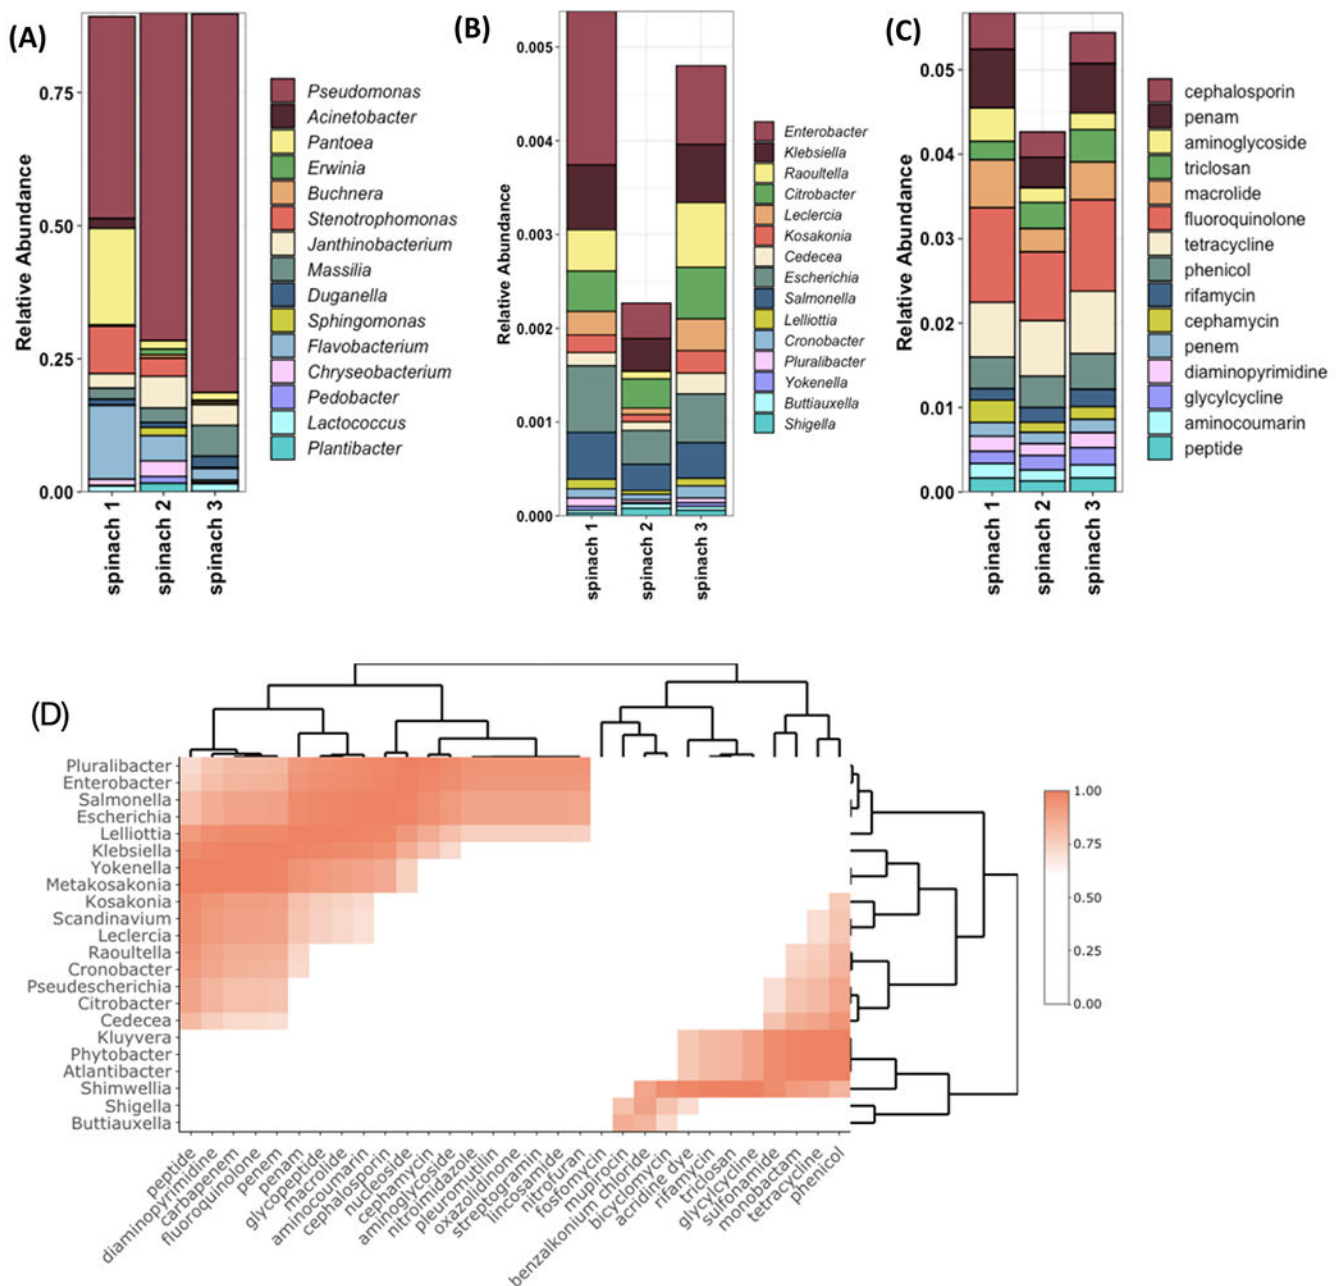 (A)
Relative Abundance
0.75
0.50
0.25
0.00
spinach 1
spinach 2
spinach 3
Pseudomonas
Acinetobacter
Pantoea
Erwinia
Buchnera
Stenotrophomonas
Janthinobacterium
Massilia
Duganella
Sphingomonas
Flavobacterium
Chryseobacterium
Pedobacter
Lactococcus
Plantibacter
(B)
Relative Abundance
0.005
0.004
0.003
0.002
0.001
0.000
spinach 1
spinach 2
spinach 3
Enterobacter
Klebsiella
Raoultella
Citrobacter
Leclercia
Kosakonia
Cedecea
Escherichia
Salmonella
Lelliottia
Cronobacter
Pluralibacter
Yokenella
Buttiauxella
Shigella
(C)
Relative Abundance
0.05
0.04
0.03
0.02
0.01
0.00
spinach 1
spinach 2
spinach 3
cephalosporin
penam
aminoglycoside
triclosan
macrolide
fluoroquinolone
tetracycline
phenicol
rifamycin
cephamycin
penem
diaminopyrimidine
glycylcycline
aminocoumarin
peptide
(D)
Pluralibacter
Enterobacter
Salmonella
Escherichia
Lelliottia
Klebsiella
Yokenella
Metakosakonia
Kosakonia
Scandinavium
Leclercia
Raoultella
Cronobacter
Pseudescherichia
Citrobacter
Cedecea
Kluyvera
Phytobacter
Atlantibacter
Shimwellia
Shigella
Buttiauxella
peptide
diaminopyrimidine
carbapenem
fluoroquinolone
penem
penam
glycopeptide
macrolide
aminocoumarin
cephalosporin
nucleoside
cephamycin
aminoglycoside
nitroimidazole
pleuromutilin
oxazolidinone
streptogramin
lincosamide
nitrofuran
fosfomycin
mupirocin
benzalkonium chloride
bicyclomycin
acridine dye
rifamycin
triclosan
glycylcycline
sulfonamide
monobactam
tetracycline
phenicol
1.00
0.75
0.50
0.25
0.00